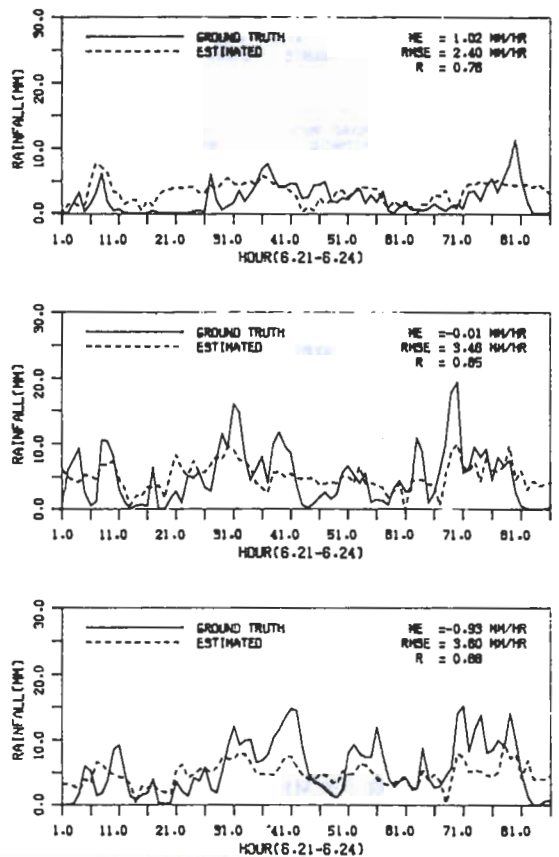 GROUND TRUTH
ESTIMATED
ME = 1.02 MM/HR
RMSE = 2.40 MM/HR
R = 0.76
RAINFALL(MM)
30.0
20.0
10.0
0.0
1.0 11.0 21.0 31.0 41.0 51.0 61.0 71.0 81.0
HOUR(6.21-6.24)
GROUND TRUTH
ESTIMATED
ME =-0.01 MM/HR
RMSE = 3.46 MM/HR
R = 0.85
RAINFALL(MM)
30.0
20.0
10.0
0.0
1.0 11.0 21.0 31.0 41.0 51.0 61.0 71.0 81.0
HOUR(6.21-6.24)
GROUND TRUTH
ESTIMATED
ME =-0.93 MM/HR
RMSE = 3.60 MM/HR
R = 0.88
RAINFALL(MM)
30.0
20.0
10.0
0.0
1.0 11.0 21.0 31.0 41.0 51.0 61.0 71.0 81.0
HOUR(6.21-6.24)